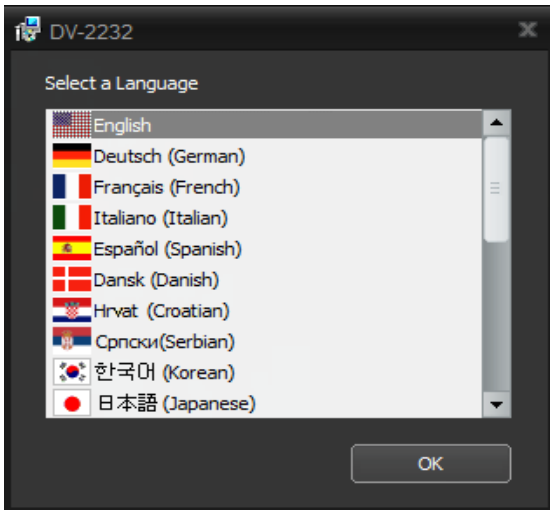 DV-2232
Select a Language
English
Deutsch (German)
Français (French)
Italiano (Italian)
Español (Spanish)
Dansk (Danish)
Hrvat (Croatian)
Српски(Serbian)
한국어 (Korean)
日本語 (Japanese)
OK